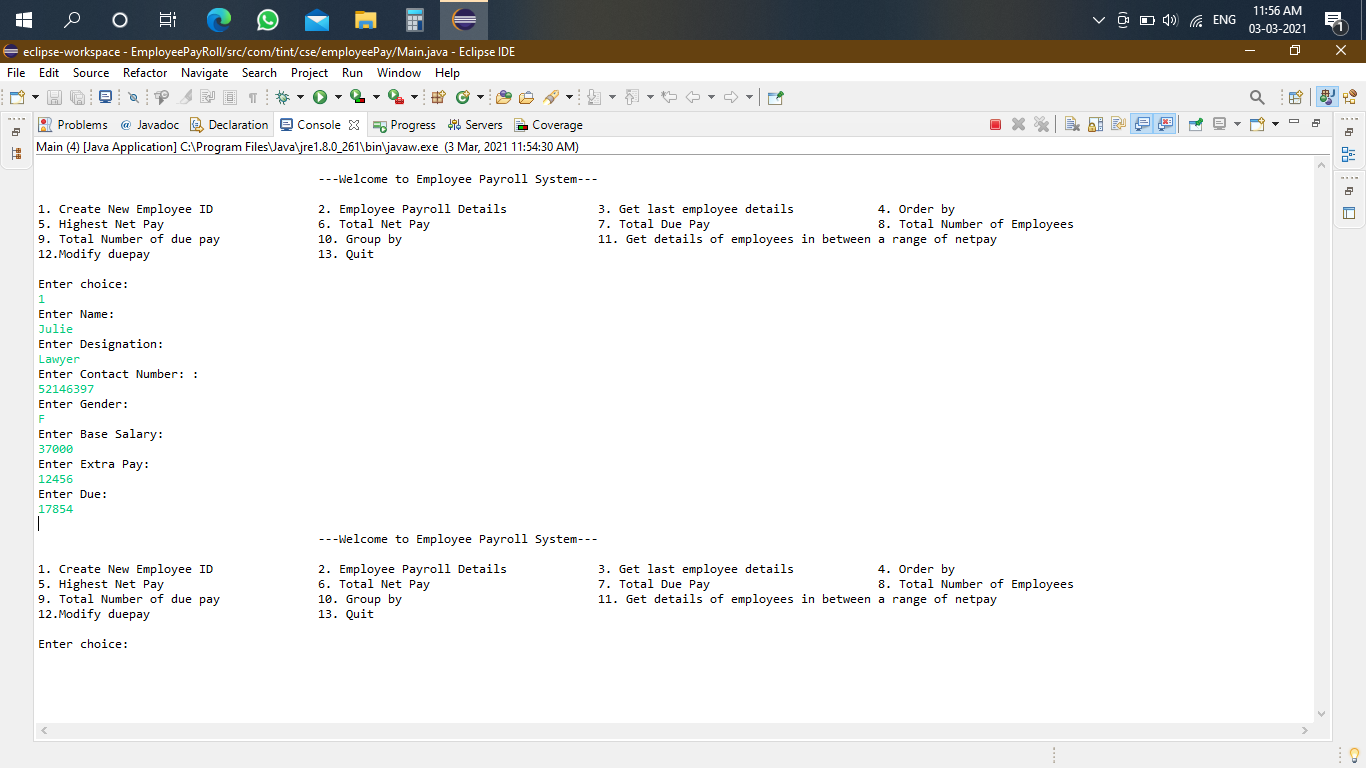 11:56 AM
ENG
03-03-2021
1
eclipse-workspace - EmployeePayRoll/src/com/tint/cse/employeePay/Main.java - Eclipse IDE
File Edit Source Refactor Navigate Search Project Run Window Help
Problems @ Javadoc Declaration Console Progress Servers Coverage
Main (4) [Java Application] C:\Program Files\Java\jre1.8.0_261\bin\javaw.exe (3 Mar, 2021 11:54:30 AM)
---Welcome to Employee Payroll System---
1. Create New Employee ID 2. Employee Payroll Details 3. Get last employee details 4. Order by
5. Highest Net Pay 6. Total Net Pay 7. Total Due Pay 8. Total Number of Employees
9. Total Number of due pay 10. Group by 11. Get details of employees in between a range of netpay
12.Modify duepay 13. Quit
Enter choice:
1
Enter Name:
Julie
Enter Designation:
Lawyer
Enter Contact Number: :
52146397
Enter Gender:
F
Enter Base Salary:
37000
Enter Extra Pay:
12456
Enter Due:
17854
---Welcome to Employee Payroll System---
1. Create New Employee ID 2. Employee Payroll Details 3. Get last employee details 4. Order by
5. Highest Net Pay 6. Total Net Pay 7. Total Due Pay 8. Total Number of Employees
9. Total Number of due pay 10. Group by 11. Get details of employees in between a range of netpay
12.Modify duepay 13. Quit
Enter choice: